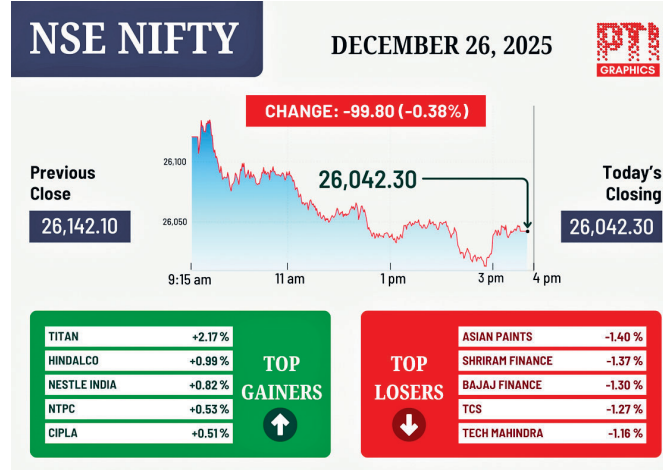 NSE NIFTY
DECEMBER 26, 2025
PTI
GRAPHICS
CHANGE: -99.80 (-0.38%)
Previous
Close
26,142.10
26,100
26,050
26,042.30
Today's
Closing
26,042.30
9:15 am
11 am
1 pm
3 pm
4 pm
TITAN +2.17 %
HINDALCO +0.99 %
NESTLE INDIA +0.82 %
NTPC +0.53 %
CIPLA +0.51 %
TOP
GAINERS
TOP
LOSERS
ASIAN PAINTS -1.40 %
SHRIRAM FINANCE -1.37 %
BAJAJ FINANCE -1.30 %
TCS -1.27 %
TECH MAHINDRA -1.16 %